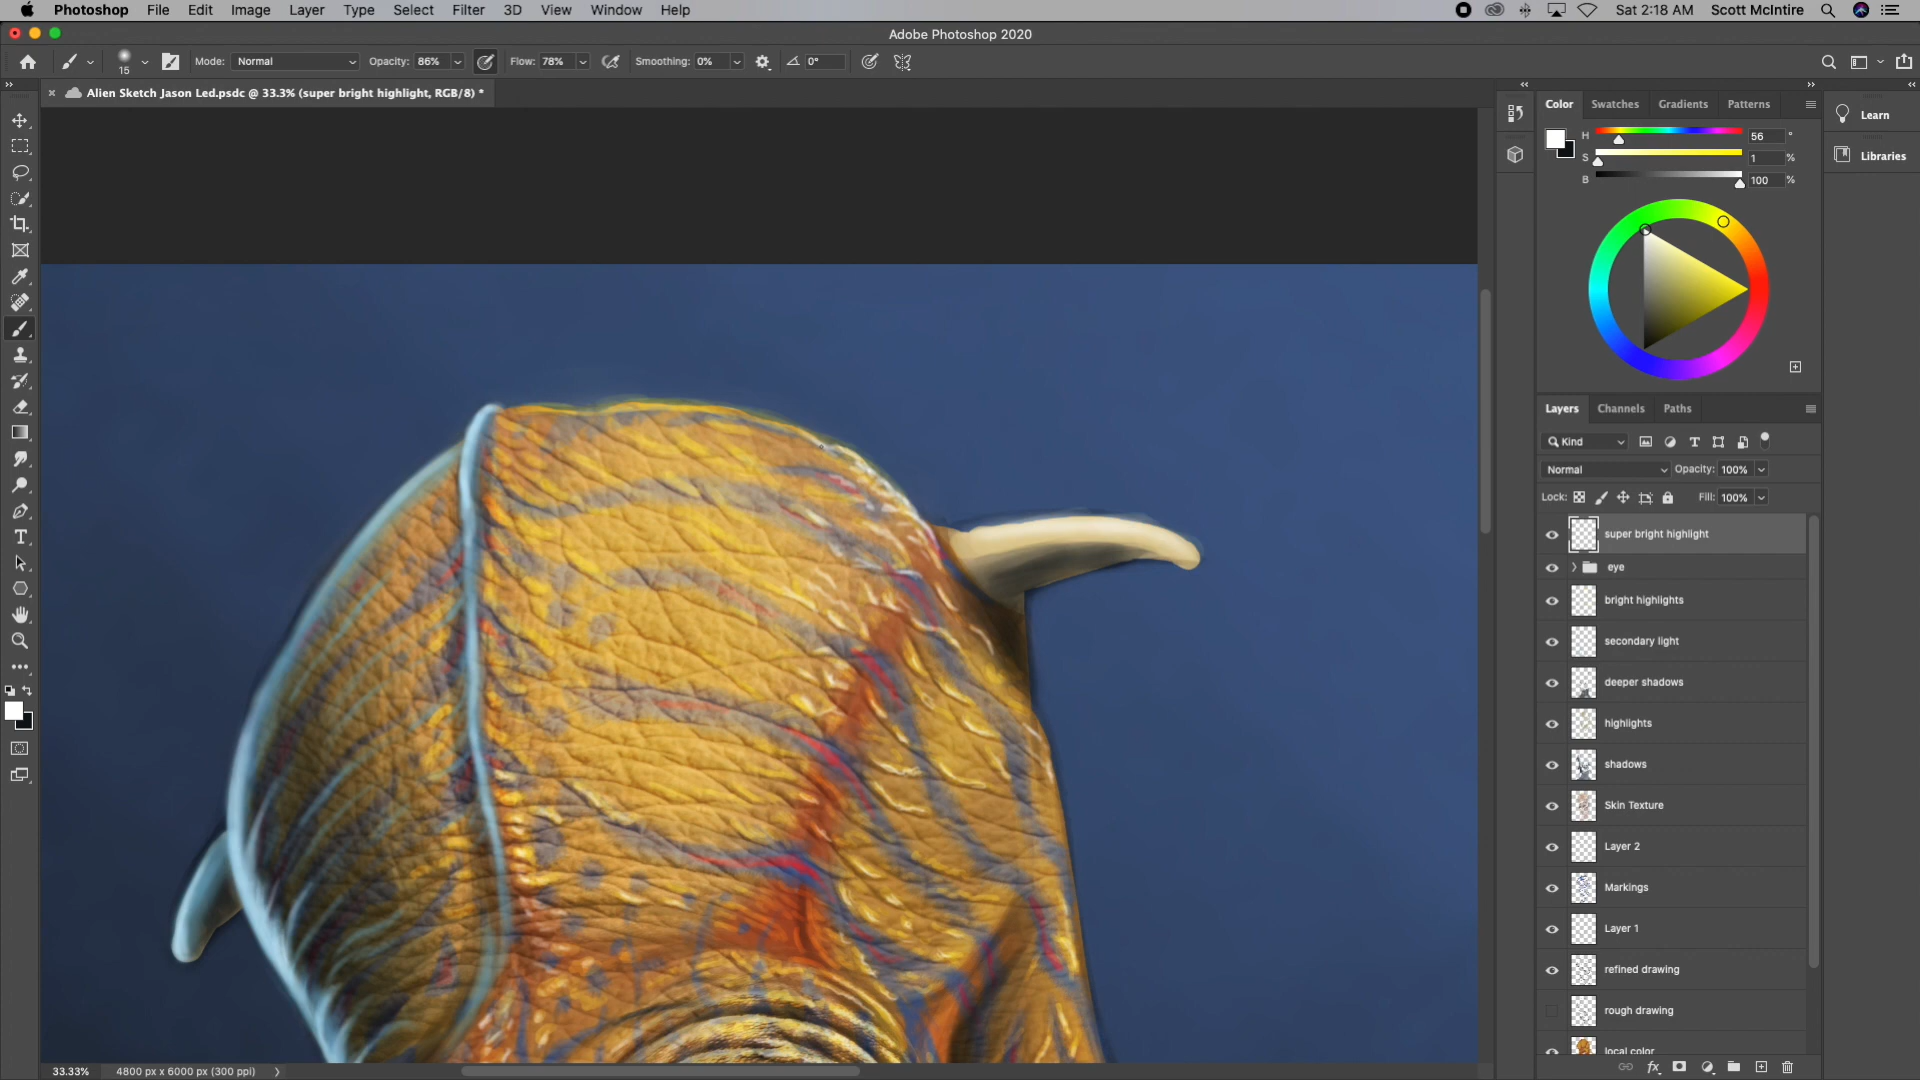 Photoshop File Edit Image Layer Type Select Filter 3D View Window Help Sat 2:18 AM Scott McIntire
Adobe Photoshop 2020
15 Mode: Normal Opacity: 86% Flow: 78% Smoothing: 0% 0°
Alien Sketch Jason Led.psdc @ 33.3% (super bright highlight, RGB/8) *
Color Swatches Gradients Patterns
Learn
H 56 °
S 1 %
Libraries
B 100 %
Layers Channels Paths
Kind
Normal Opacity: 100%
Lock: Fill: 100%
super bright highlight
eye
bright highlights
secondary light
deeper shadows
highlights
shadows
Skin Texture
Layer 2
Markings
Layer 1
refined drawing
rough drawing
local color
33.33% 4800 px x 6000 px (300 ppi)